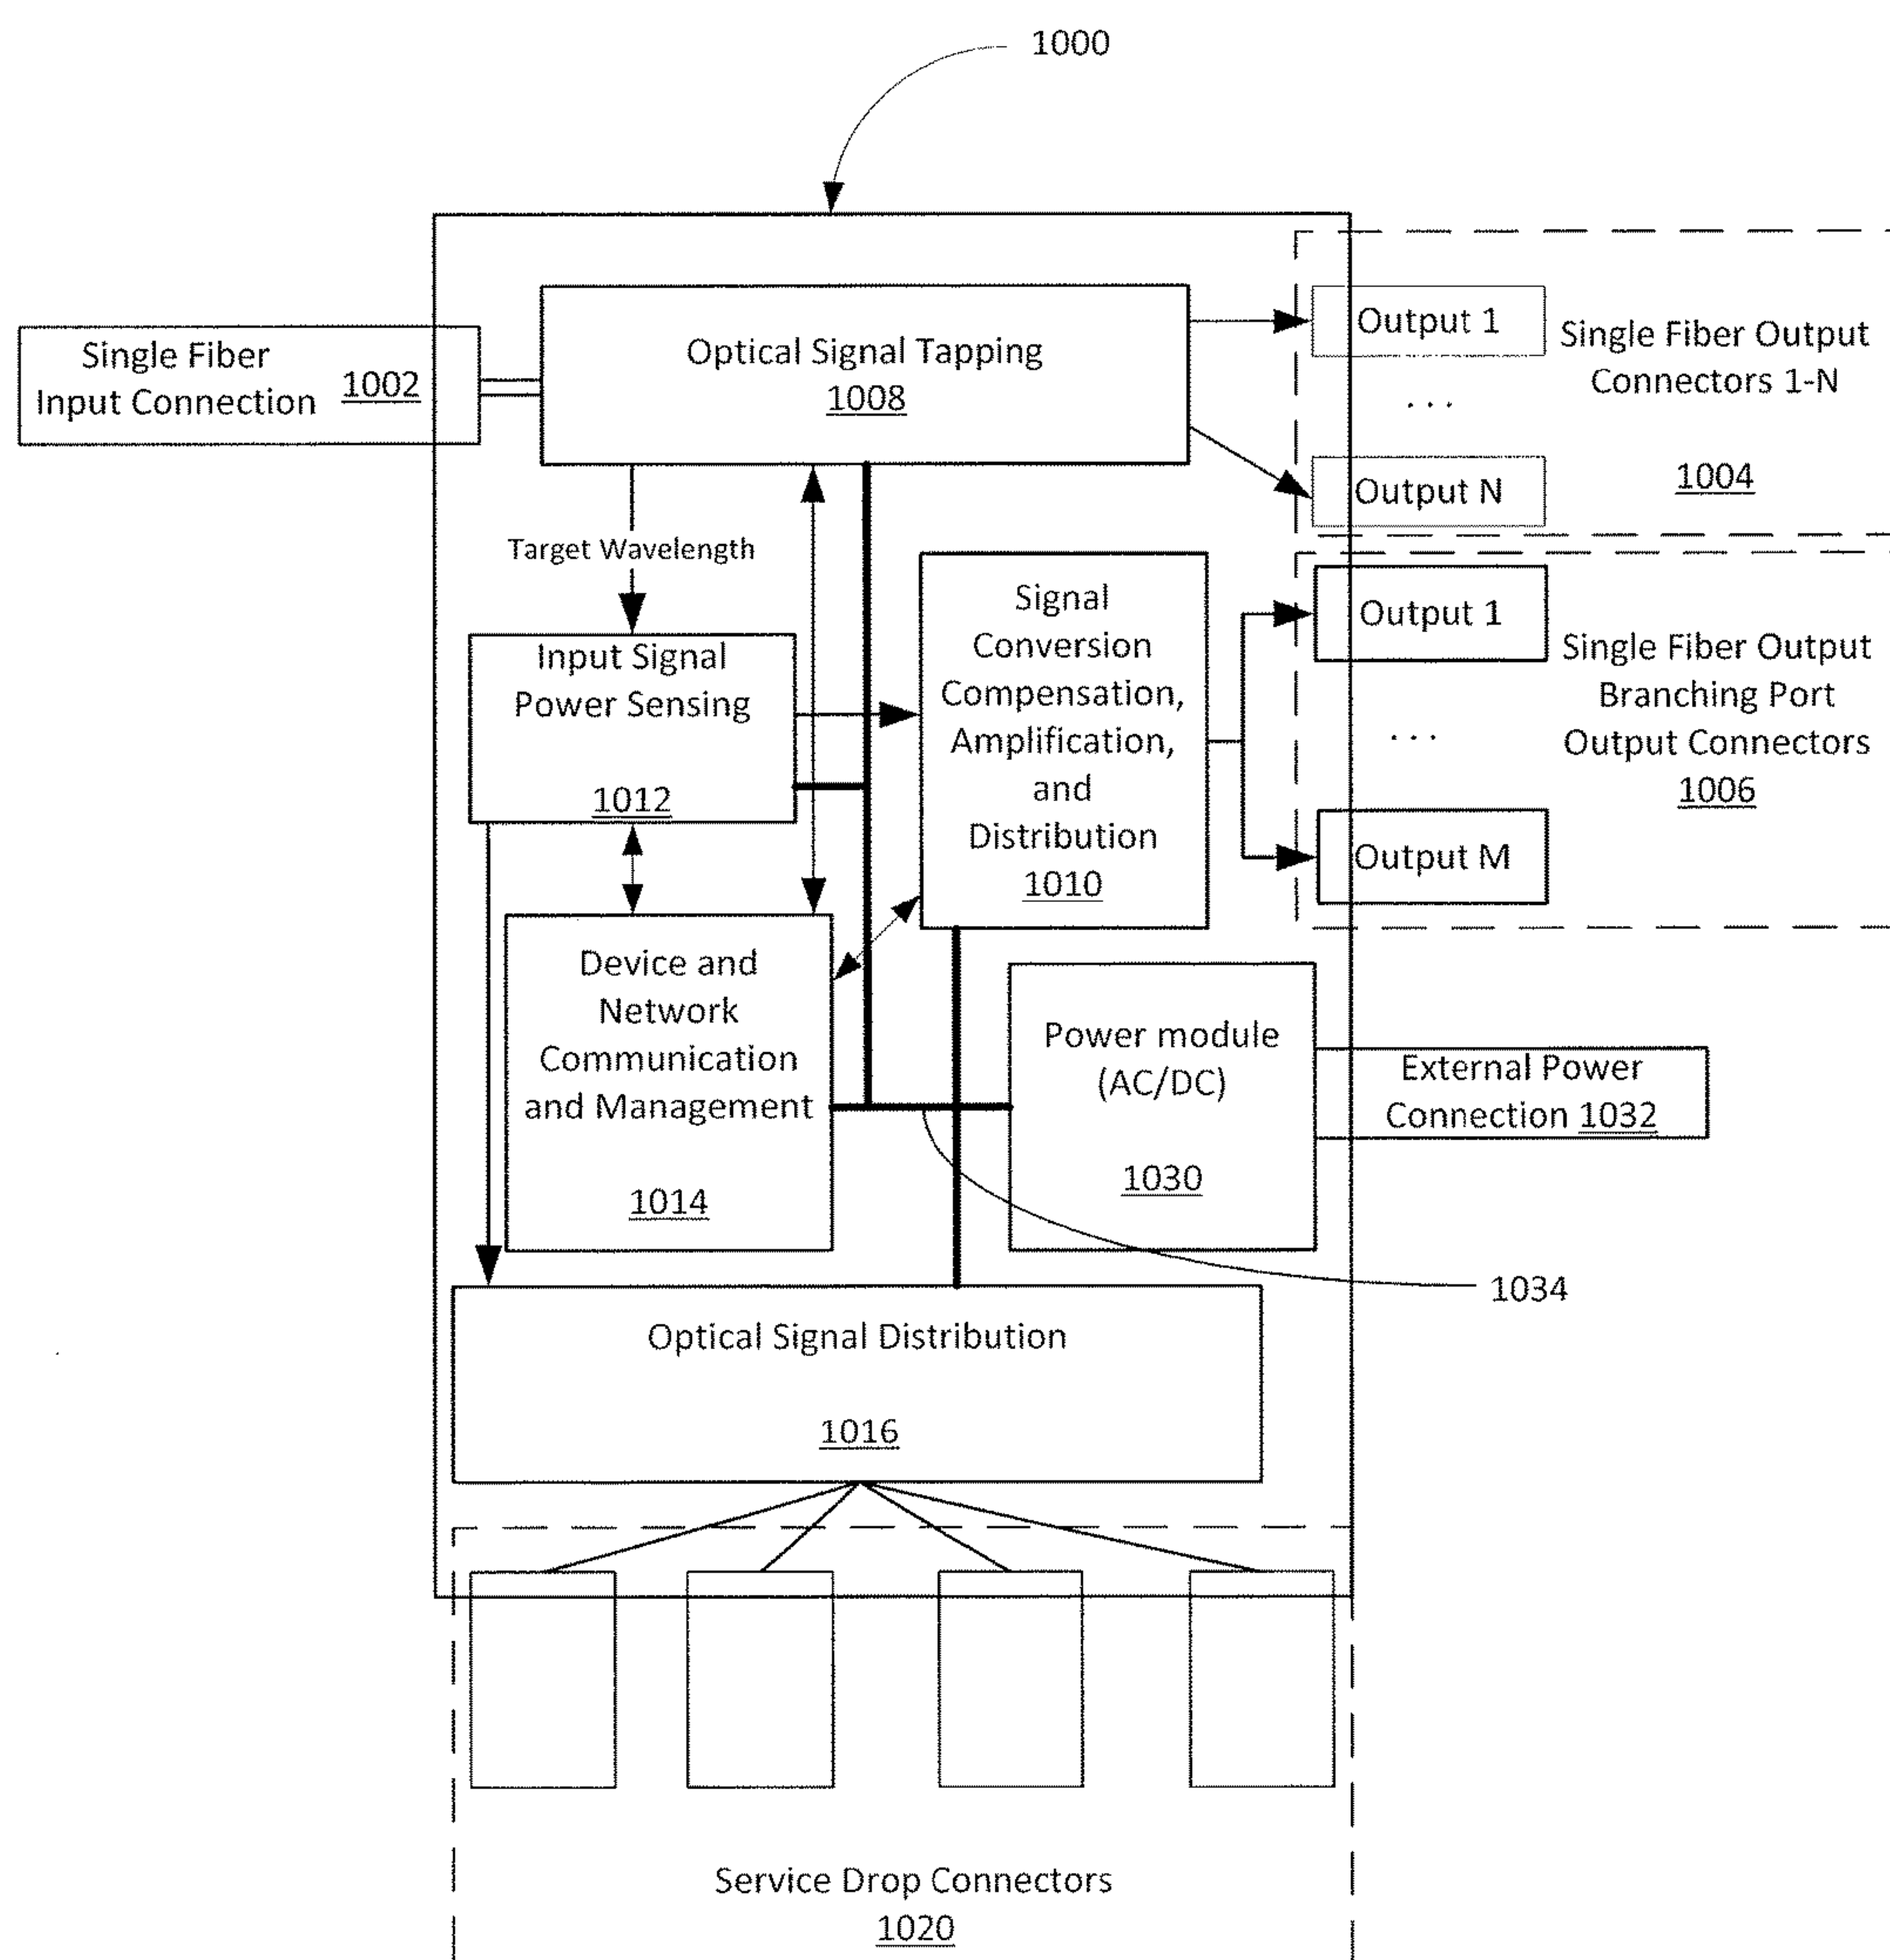 1000
Single Fiber
Input Connection 1002
Optical Signal Tapping
1008
Output 1
. . .
Output N
Single Fiber Output
Connectors 1-N
1004
Target Wavelength
Input Signal
Power Sensing
1012
Signal
Conversion
Compensation,
Amplification,
and
Distribution
1010
Output 1
. . .
Output M
Single Fiber Output
Branching Port
Output Connectors
1006
Device and
Network
Communication
and Management
1014
Power module
(AC/DC)
1030
External Power
Connection 1032
1034
Optical Signal Distribution
1016
Service Drop Connectors
1020